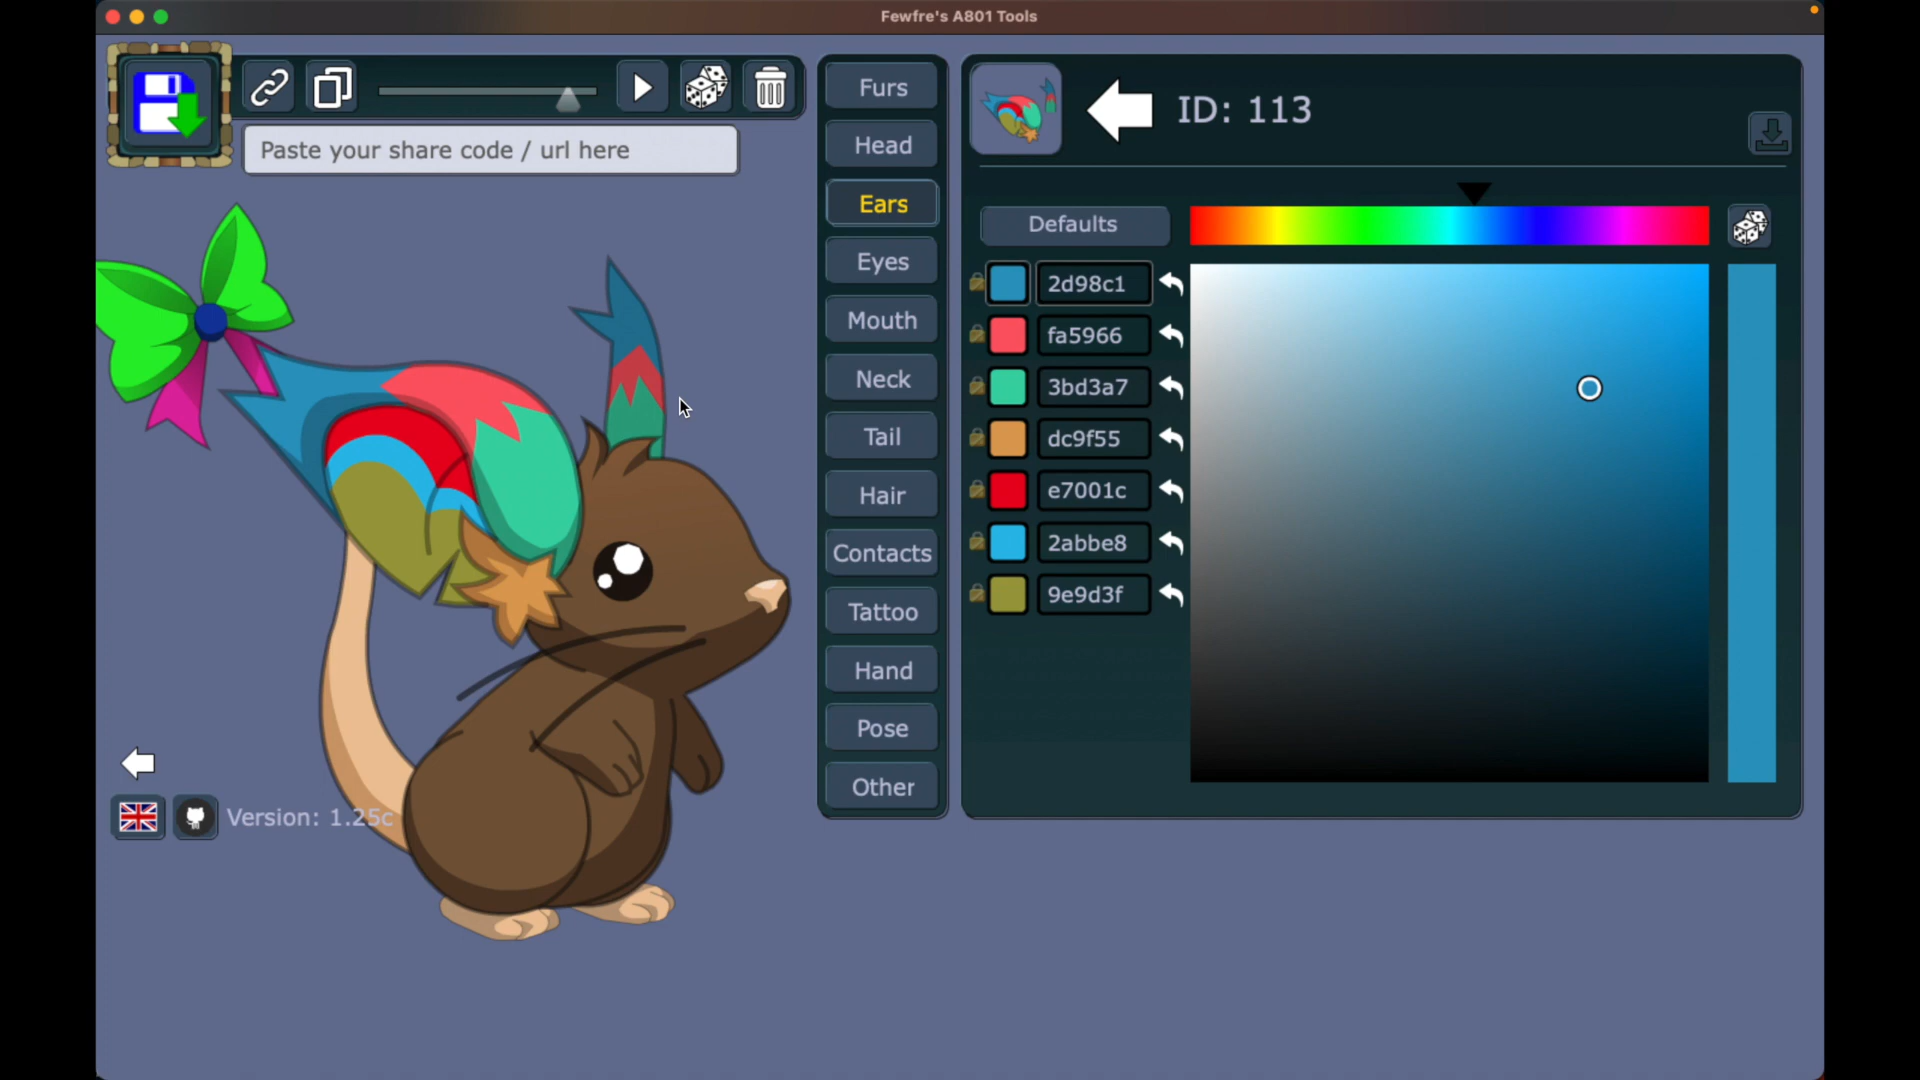 Fewfre's A801 Tools
Paste your share code / url here
Furs
Head
Ears
Eyes
Mouth
Neck
Tail
Hair
Contacts
Tattoo
Hand
Pose
Other
ID: 113
Defaults
2d98c1
fa5966
3bd3a7
dc9f55
e7001c
2abbe8
9e9d3f
Version: 1.25c